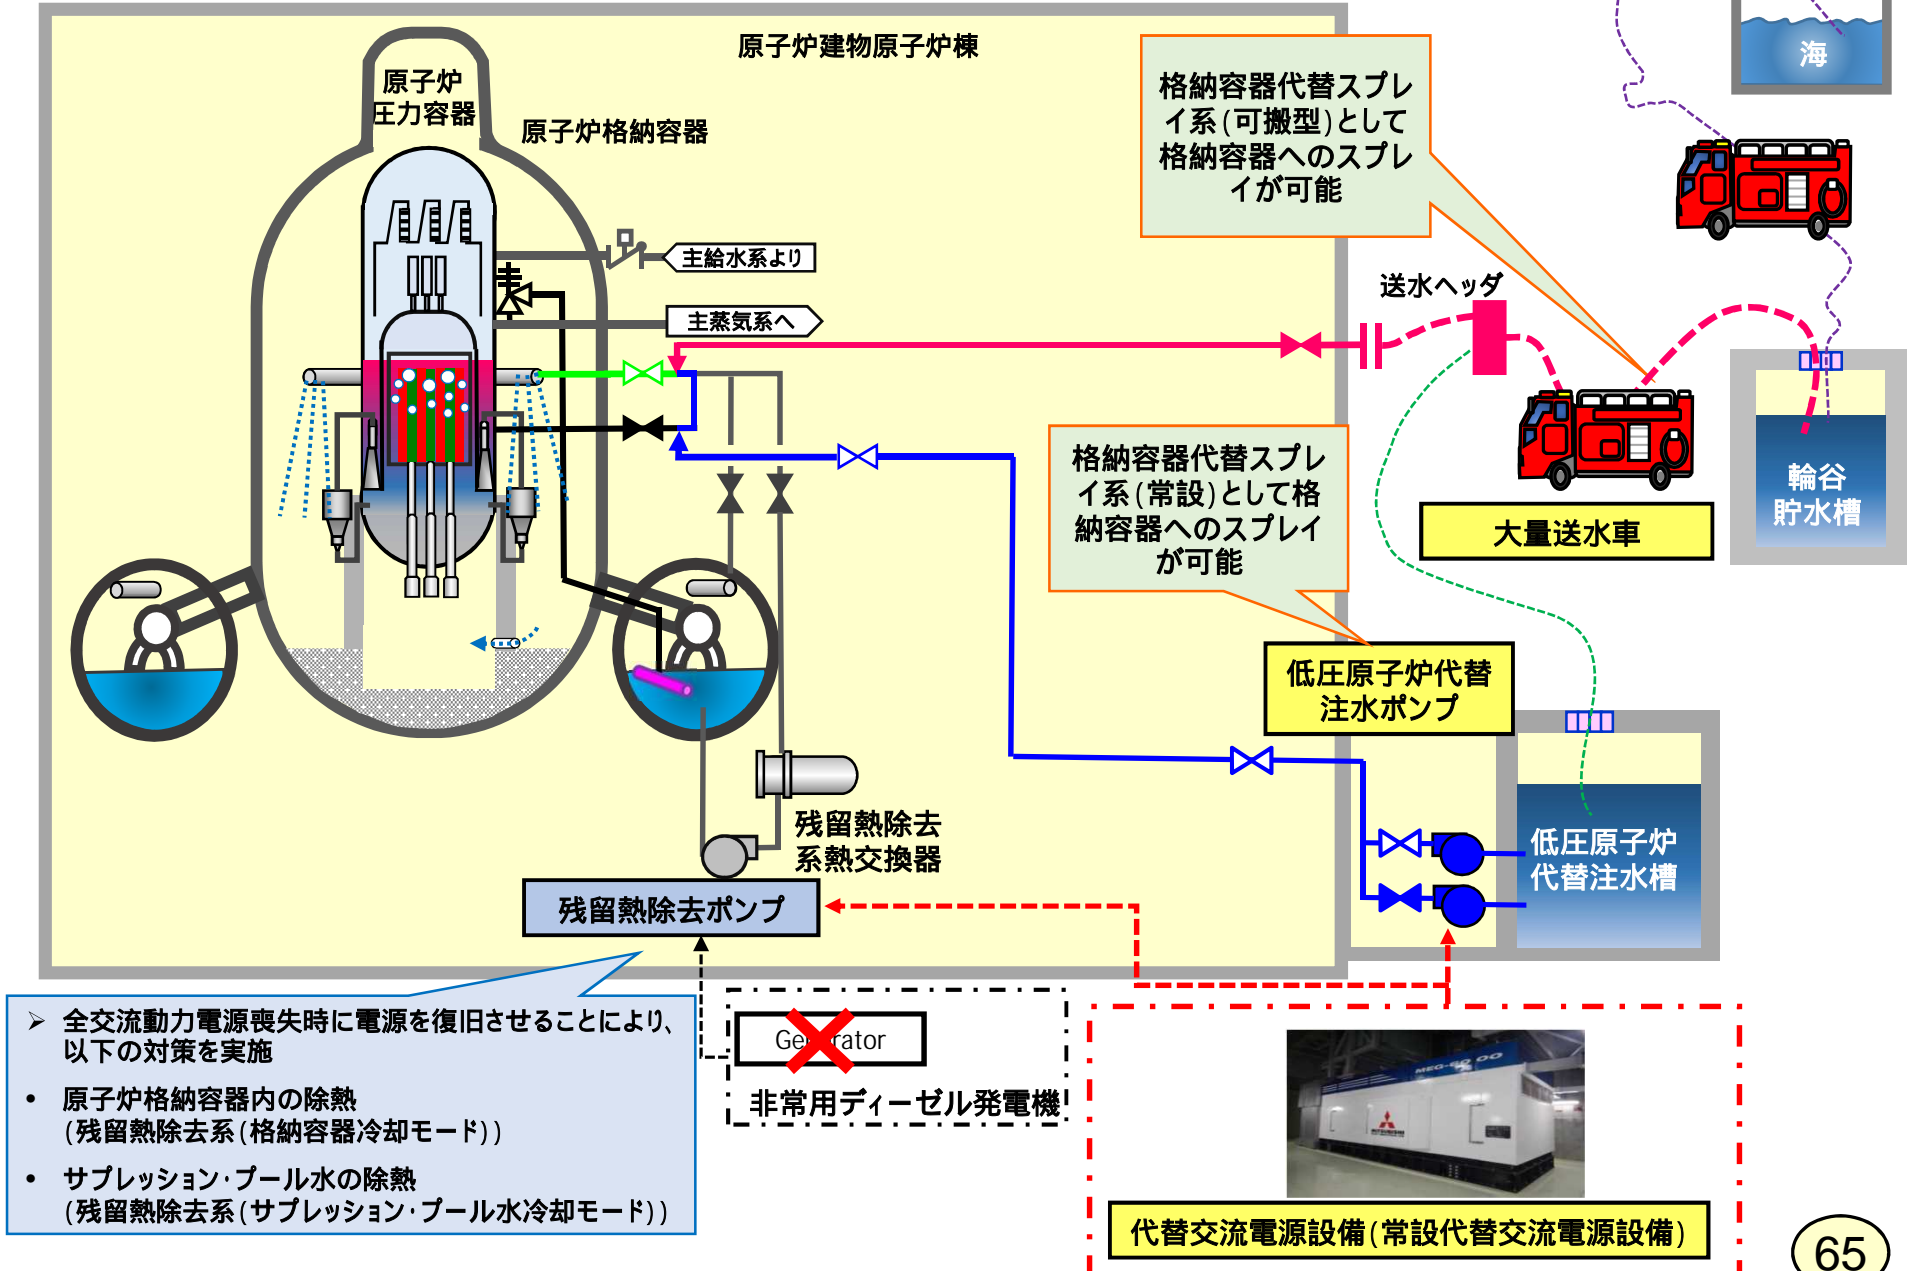 原子炉建物原子炉棟
海
原子炉
圧力容器
原子炉格納容器
格納容器代替スプレ
イ系(可搬型)として
格納容器へのスプレ
イが可能
主給水系より
主蒸気系へ
送水ヘッダ
格納容器代替スプレ
イ系(常設)として格
納容器へのスプレイ
が可能
大量送水車
輪谷
貯水槽
低圧原子炉代替
注水ポンプ
低圧原子炉
代替注水槽
残留熱除去
系熱交換器
残留熱除去ポンプ
➢ 全交流動力電源喪失時に電源を復旧させることにより、
以下の対策を実施
• 原子炉格納容器内の除熱
(残留熱除去系(格納容器冷却モード))
• サプレッション・プール水の除熱
(残留熱除去系(サプレッション・プール水冷却モード))
非常用ディーゼル発電機
MITSUBISHI
代替交流電源設備(常設代替交流電源設備)
65